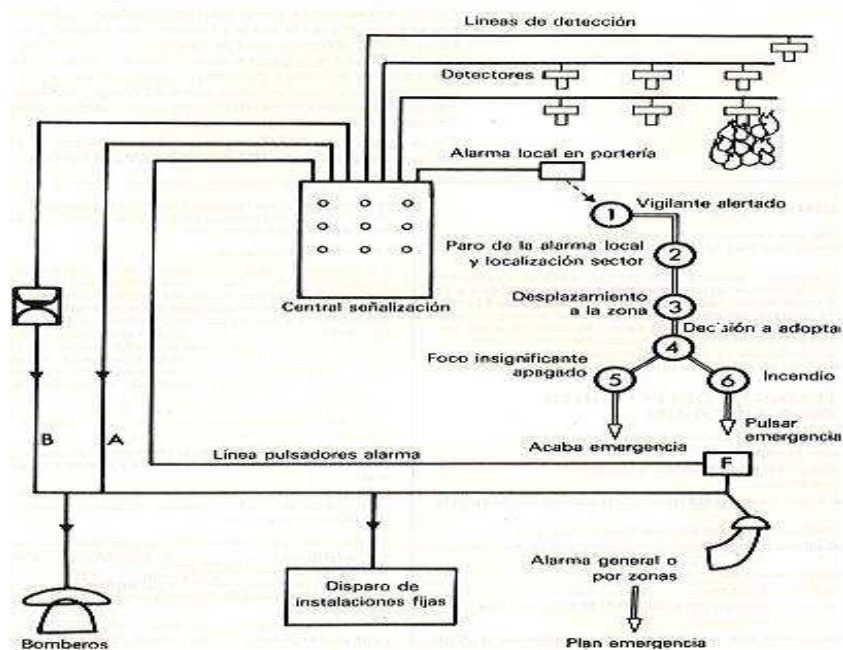 Líneas de detección
Detectores
Alarma local en portería
1
Vigilante alertado
Paro de la alarma local
y localización sector
2
Central señalización
Desplazamiento
a la zona
3
Decisión a adopta
4
Foco insignificante
apagado
5
6
Incendio
Acaba emergencia
Pulsar
emergencia
B
A
Línea pulsadores alarma
F
Disparo de
instalaciones fijas
Alarma general o
por zonas
Bomberos
Plan emergencia